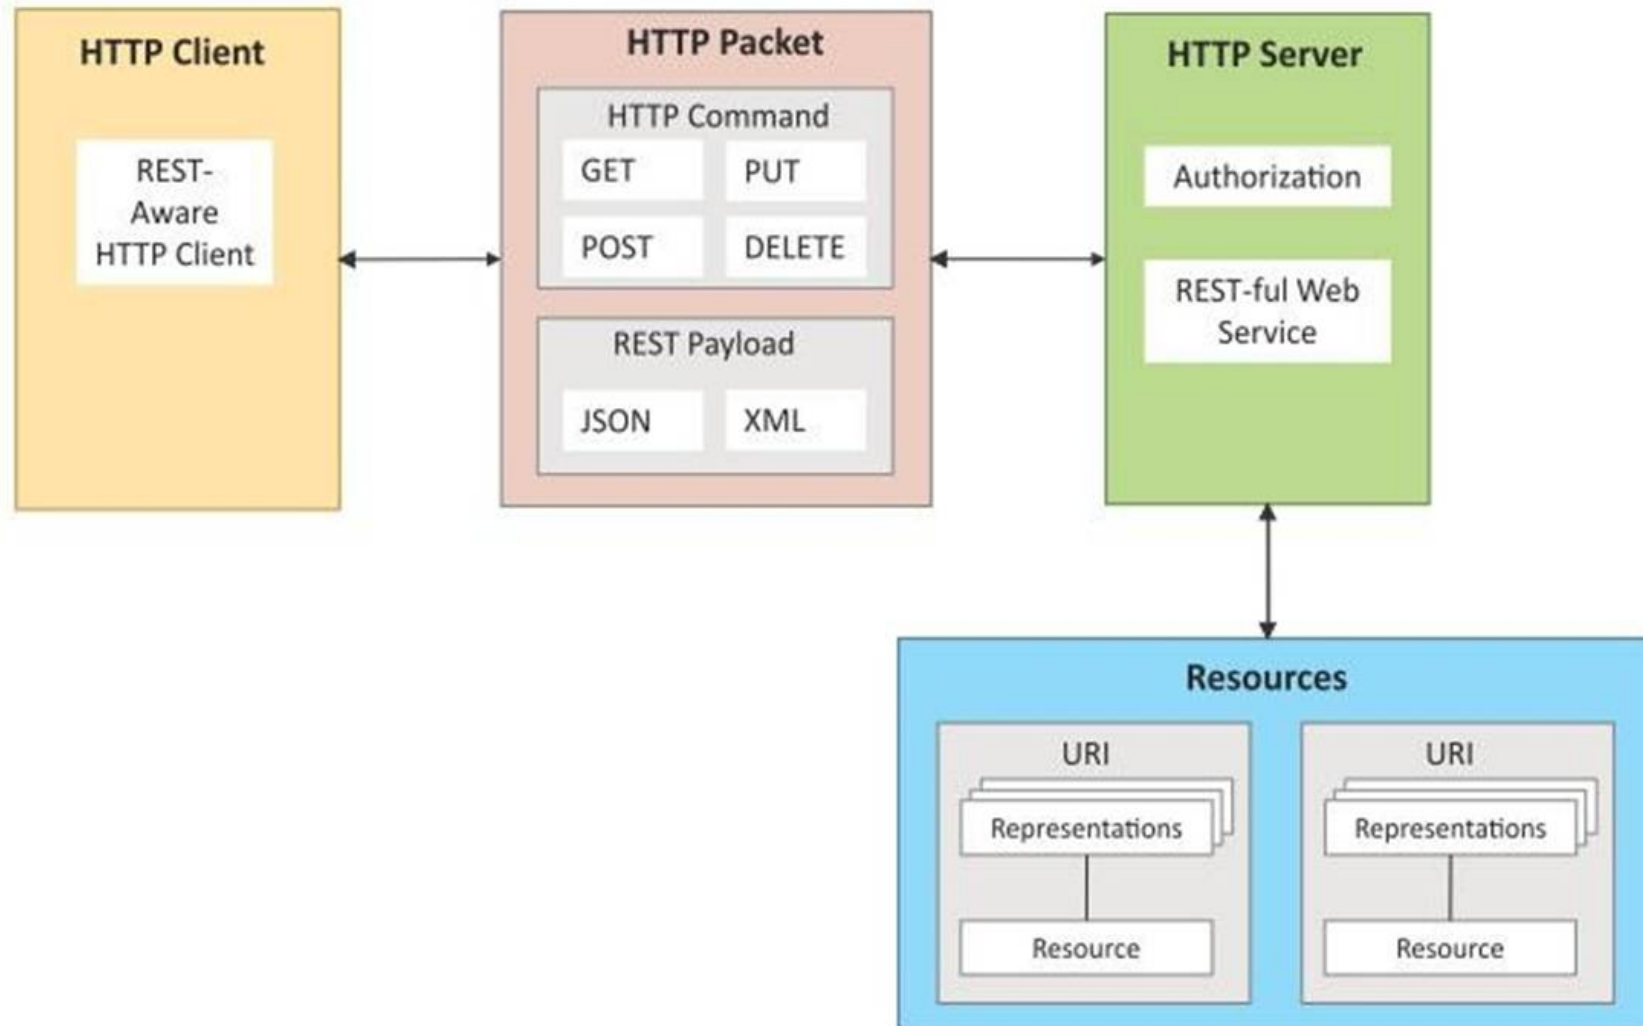 HTTP Client
REST-
Aware
HTTP Client
HTTP Packet
HTTP Command
GET
PUT
POST
DELETE
REST Payload
JSON
XML
HTTP Server
Authorization
REST-ful Web
Service
Resources
URI
Representations
Resource
URI
Representations
Resource